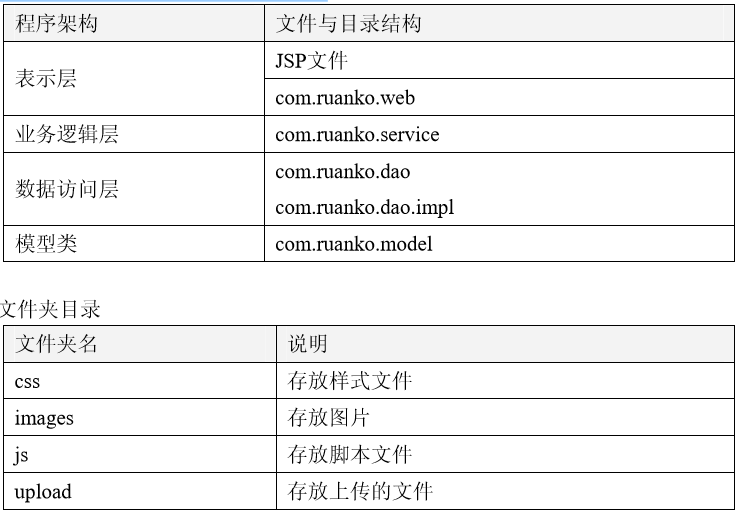 程序架构 文件与目录结构
表示层 JSP文件
com.ruanko.web
业务逻辑层 com.ruanko.service
数据访问层 com.ruanko.dao
com.ruanko.dao.impl
模型类 com.ruanko.model
文件夹目录
文件夹名 说明
css 存放样式文件
images 存放图片
js 存放脚本文件
upload 存放上传的文件